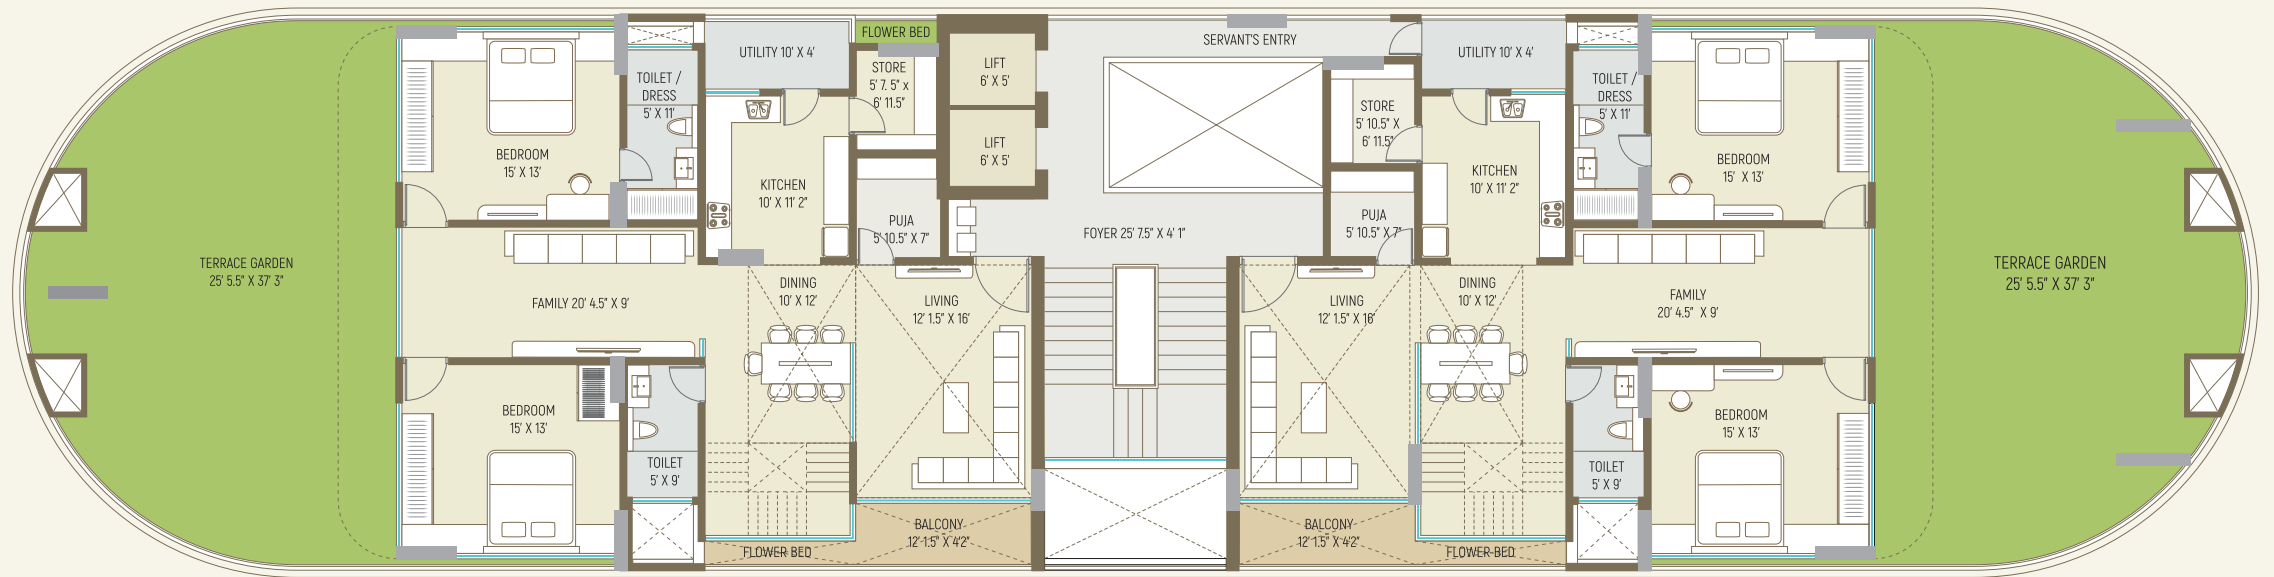 TERRACE GARDEN
25' 5.5" X 37' 3"
BEDROOM
15' X 13'
FAMILY 20' 4.5" X 9'
BEDROOM
15' X 13'
TOILET /
DRESS
5' X 11'
TOILET
5' X 9'
UTILITY 10' X 4'
KITCHEN
10' X 11' 2"
DINING
10' X 12'
FLOWER BED
FLOWER BED
STORE
5' 7. 5" x
6' 11.5"
PUJA
5' 10.5" X 7"
LIVING
12' 1.5" X 16'
BALCONY
12' 1.5" X 4'2"
LIFT
6' X 5'
LIFT
6' X 5'
SERVANT'S ENTRY
FOYER 25' 7.5" X 4' 1"
STORE
5' 10.5" X
6' 11.5"
PUJA
5' 10.5" X 7"
LIVING
12' 1.5" X 16'
BALCONY
12' 1.5" X 4'2"
UTILITY 10' X 4'
KITCHEN
10' X 11' 2"
DINING
10' X 12'
FLOWER BED
TOILET /
DRESS
5' X 11'
TOILET
5' X 9'
BEDROOM
15' X 13'
FAMILY
20' 4.5" X 9'
BEDROOM
15' X 13'
TERRACE GARDEN
25' 5.5" X 37' 3"